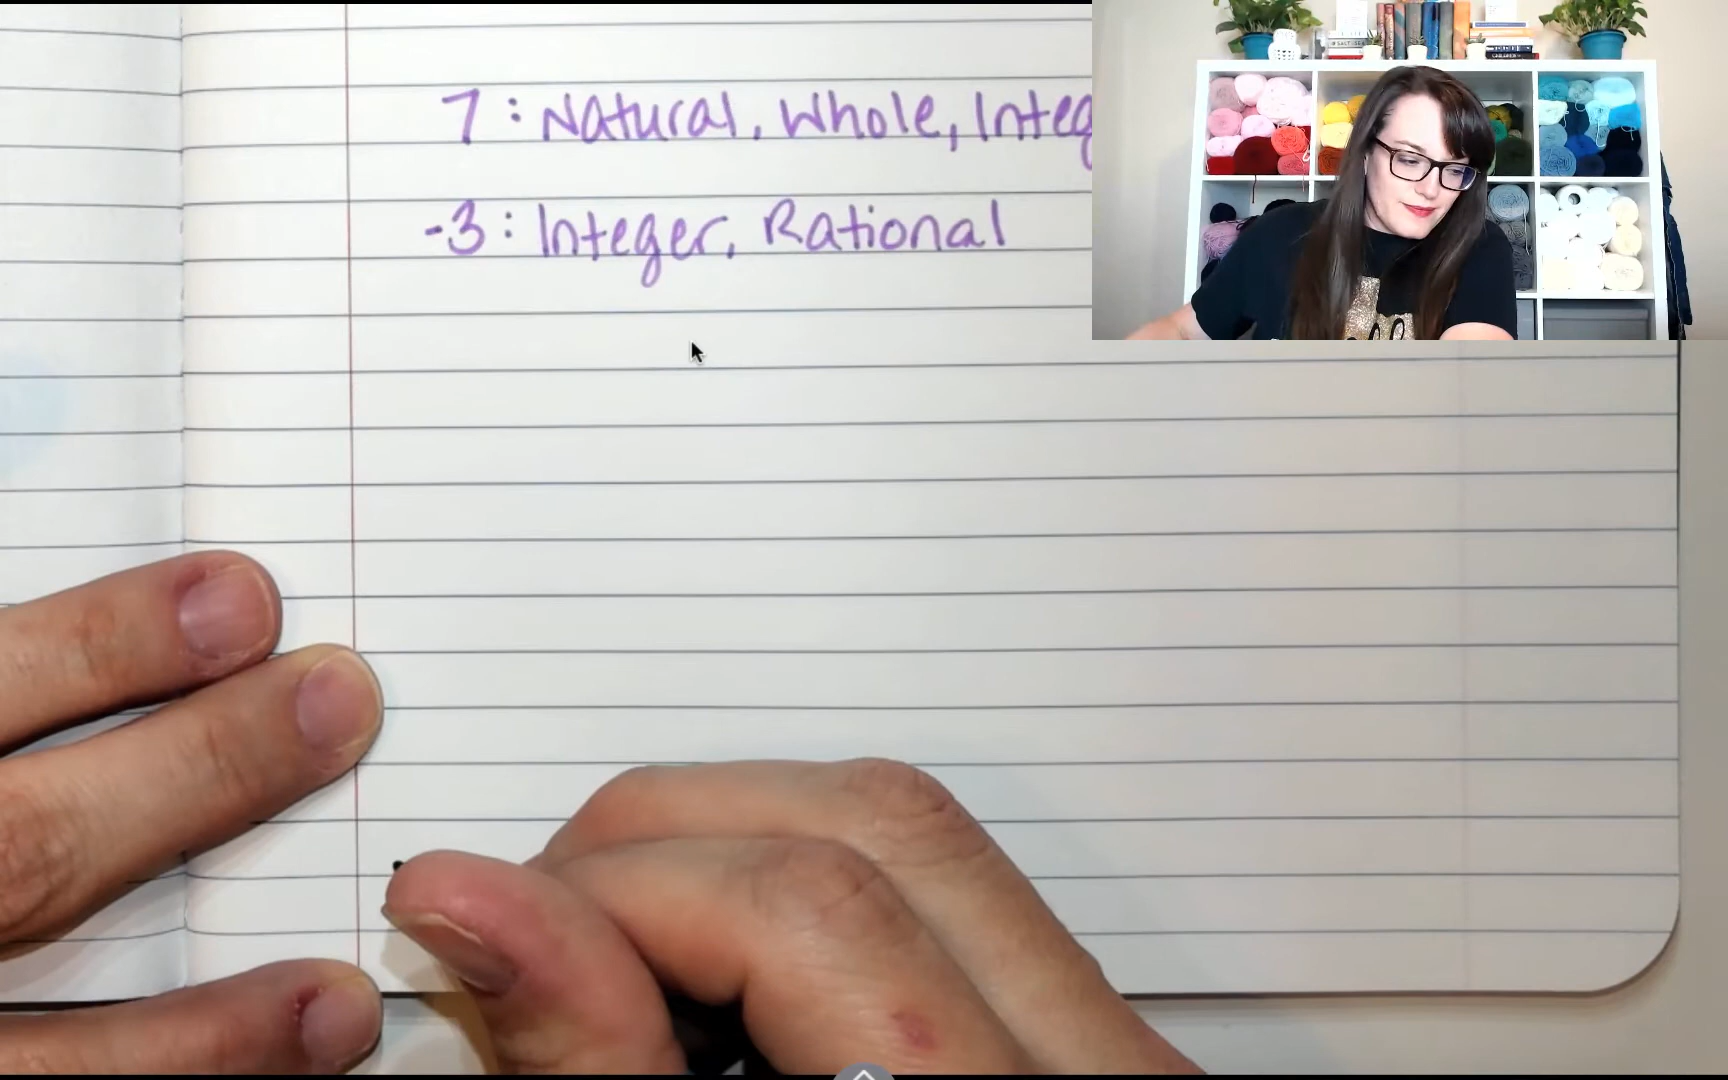 7 : Natural, Whole, Integ
-3 : Integer, Rational